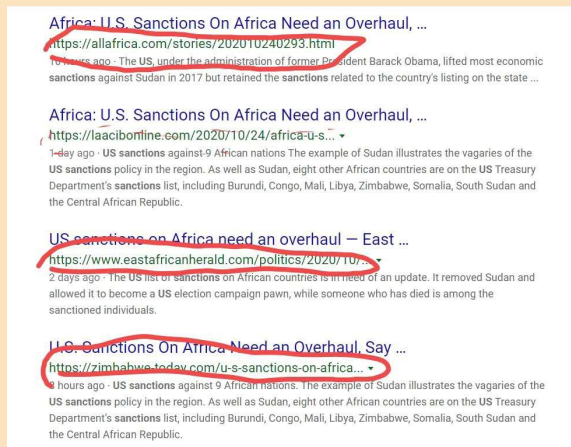 Africa: U.S. Sanctions On Africa Need an Overhaul, ...
https://allafrica.com/stories/202010240293.html
hours ago · The US, under the administration of former President Barack Obama, lifted most economic
sanctions against Sudan in 2017 but retained the sanctions related to the country's listing on the state ...
Africa: U.S. Sanctions On Africa Need an Overhaul, ...
https://laacibonline.com/2020/10/24/africa-u-s...
1 day ago · US sanctions against 9 African nations The example of Sudan illustrates the vagaries of the
US sanctions policy in the region. As well as Sudan, eight other African countries are on the US Treasury
Department's sanctions list, including Burundi, Congo, Mali, Libya, Zimbabwe, Somalia, South Sudan and
the Central African Republic.
US sanctions on Africa need an overhaul — East ...
https://www.eastafricanherald.com/politics/2020/10/...
2 days ago · The US list of sanctions on African countries is in need of an update. It removed Sudan and
allowed it to become a US election campaign pawn, while someone who has died is among the
sanctioned individuals.
U.S. Sanctions On Africa Need an Overhaul, Say ...
https://zimbabwe-today.com/u-s-sanctions-on-africa...
hours ago · US sanctions against 9 African nations. The example of Sudan illustrates the vagaries of the
US sanctions policy in the region. As well as Sudan, eight other African countries are on the US Treasury
Department's sanctions list, including Burundi, Congo, Mali, Libya, Zimbabwe, Somalia, South Sudan and
the Central African Republic.